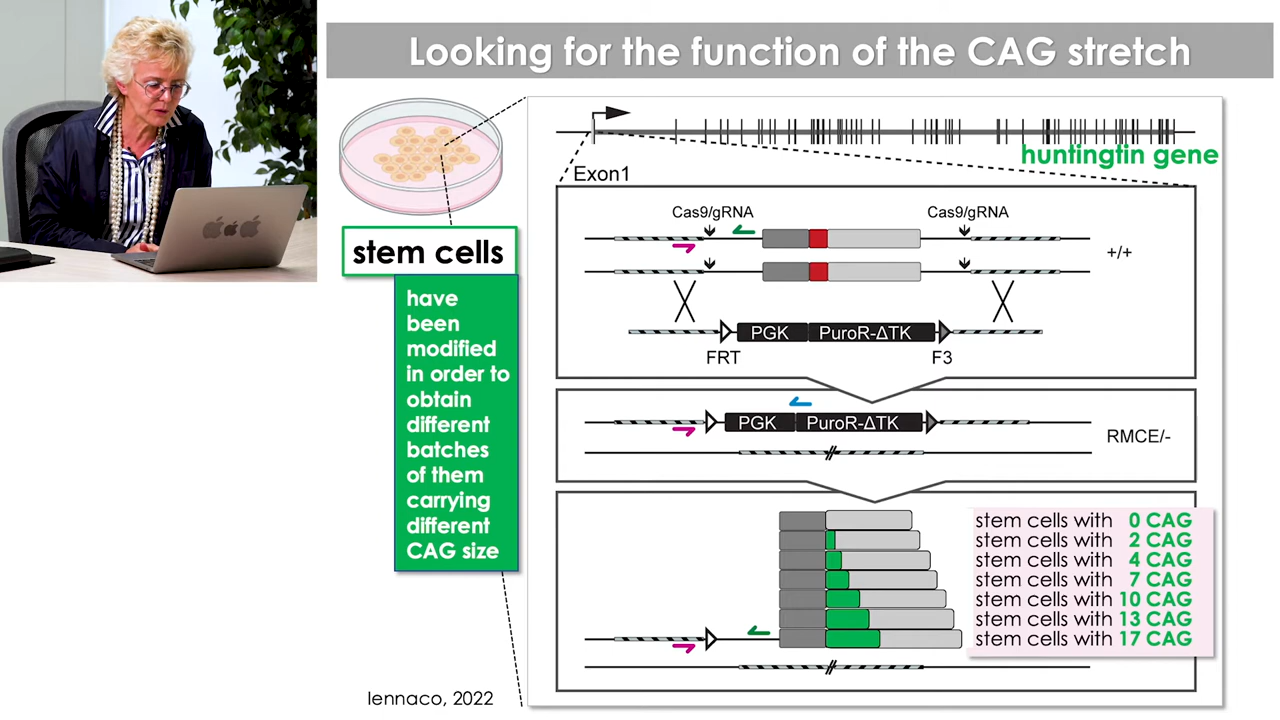 Looking for the function of the CAG stretch
huntingtin gene
Exon1
Cas9/gRNA Cas9/gRNA
+/+
PGK PuroR-ΔTK
FRT F3
PGK PuroR-ΔTK
RMCE/-
stem cells
have
been
modified
in order to
obtain
different
batches
of them
carrying
different
CAG size
stem cells with 0 CAG
stem cells with 2 CAG
stem cells with 4 CAG
stem cells with 7 CAG
stem cells with 10 CAG
stem cells with 13 CAG
stem cells with 17 CAG
Iennaco, 2022